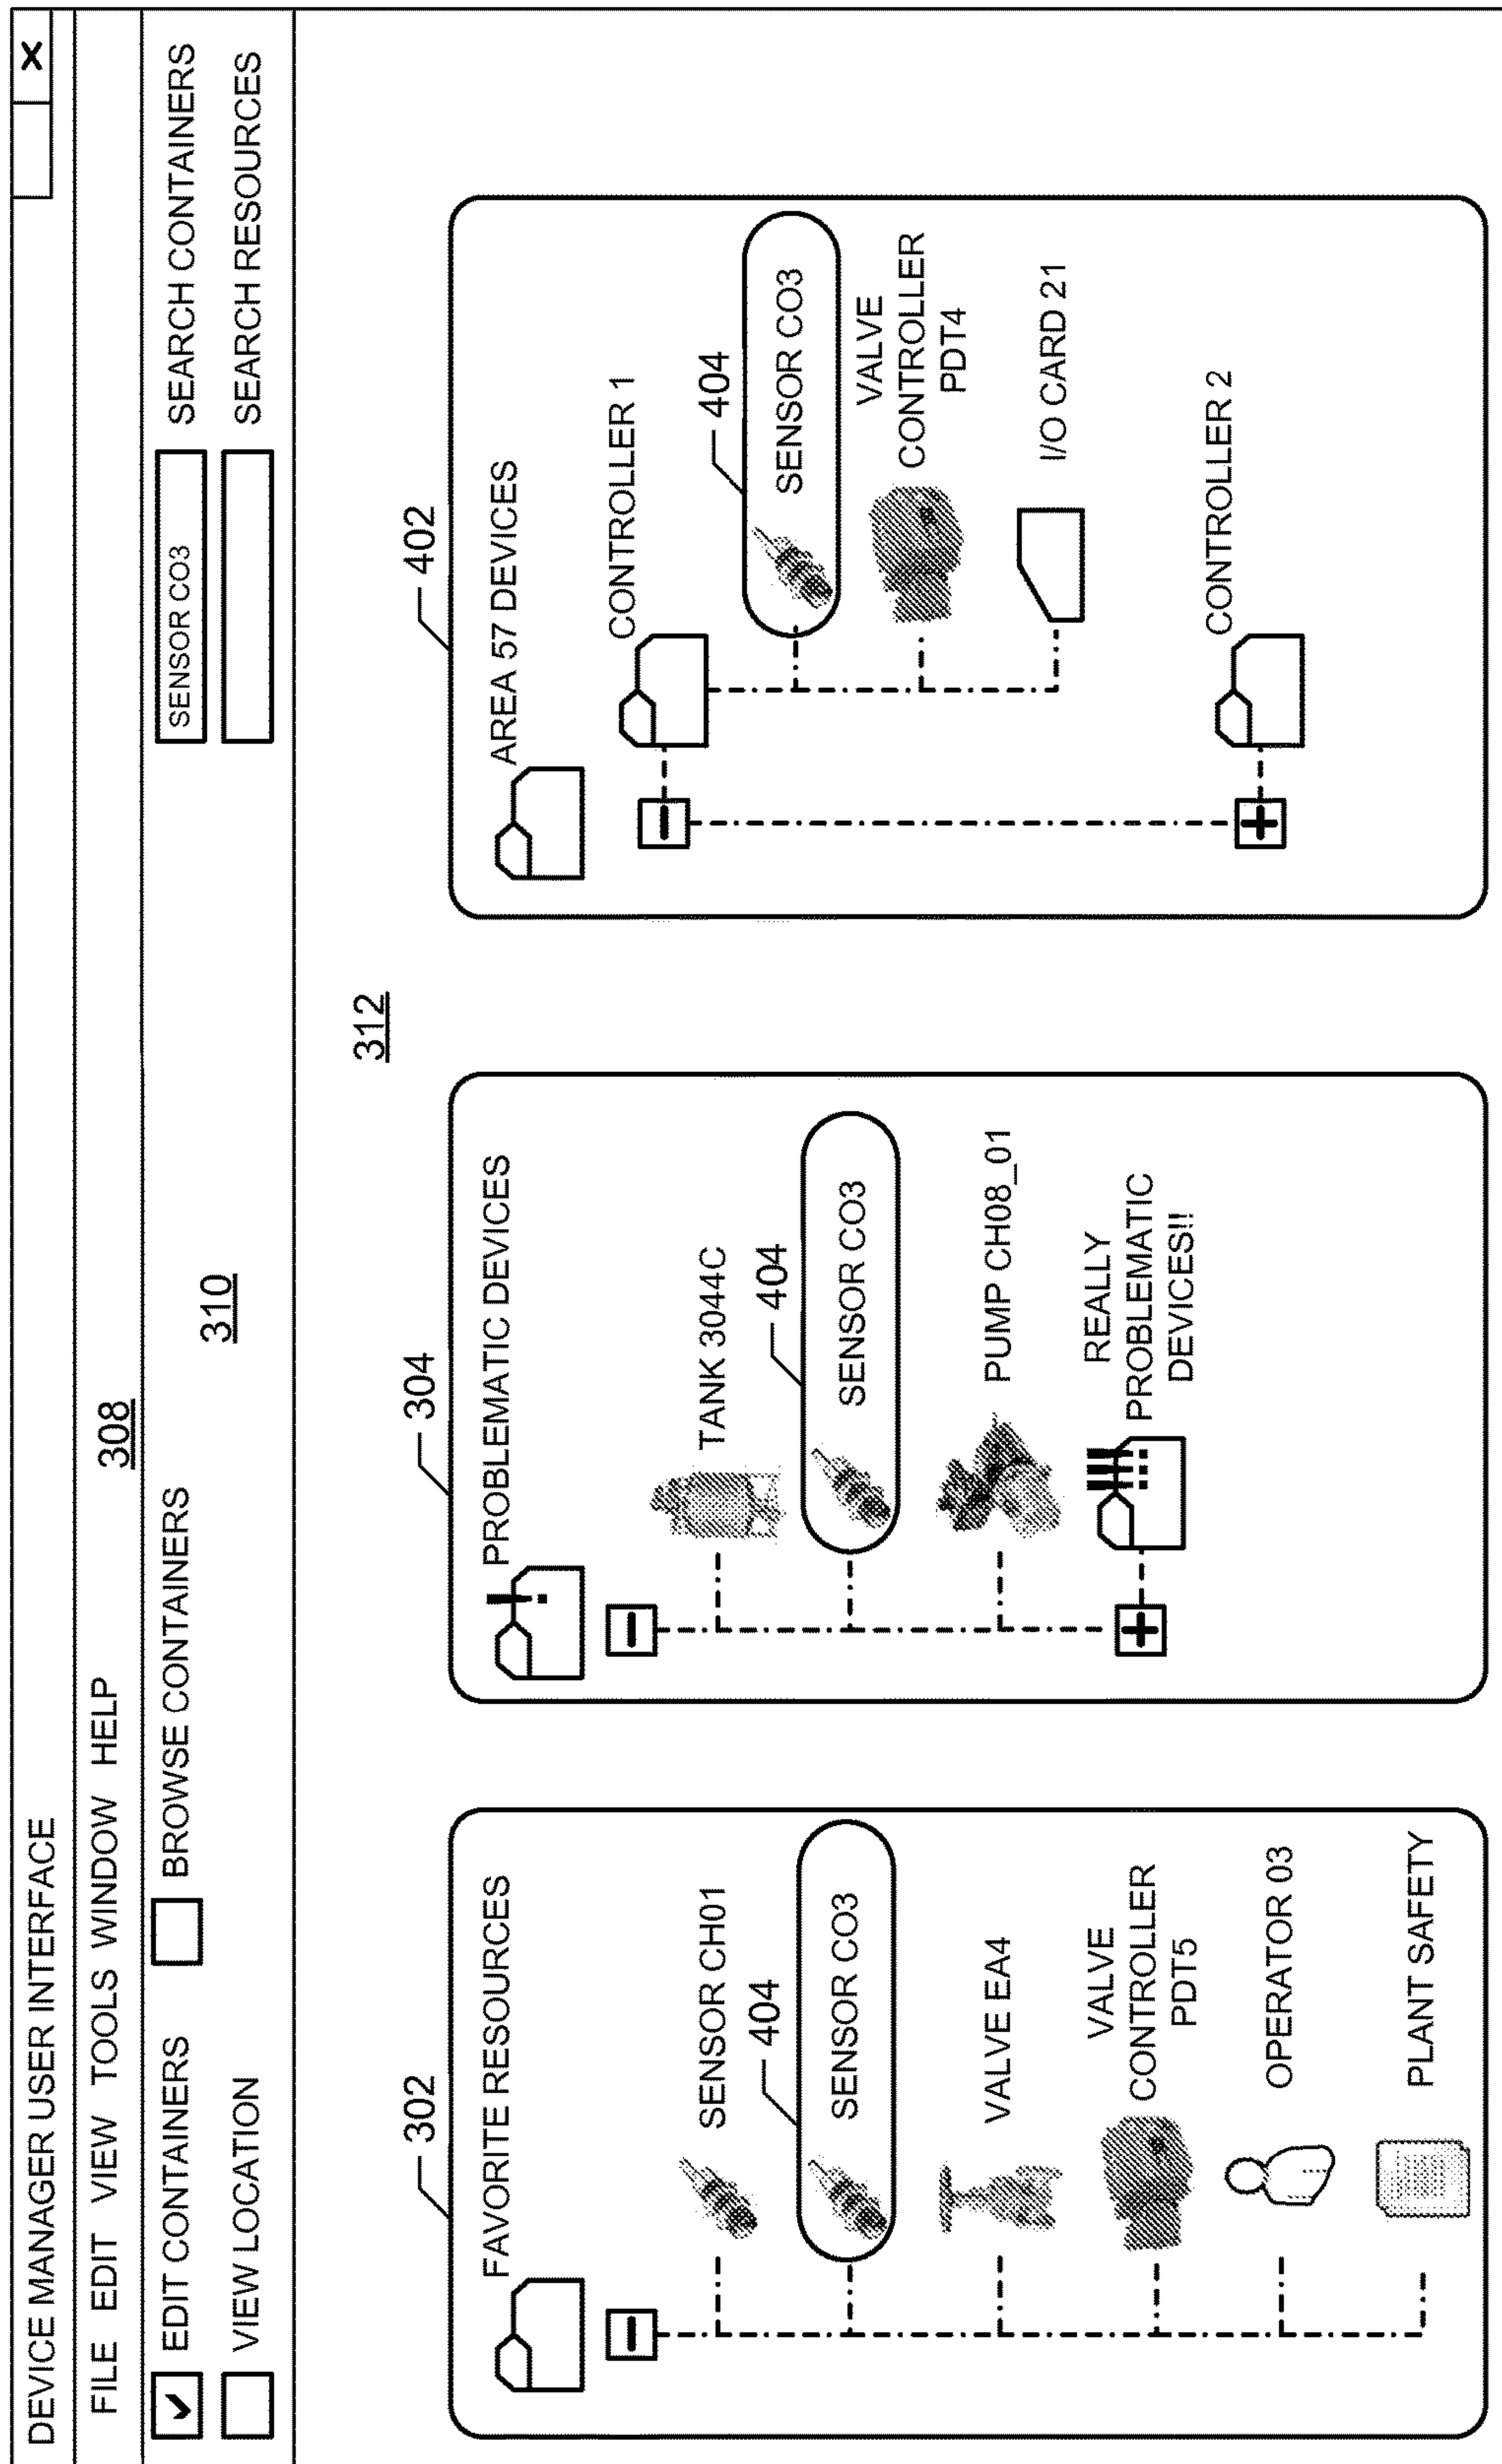 DEVICE MANAGER USER INTERFACE
X
FILE EDIT VIEW TOOLS WINDOW HELP
308
EDIT CONTAINERS
BROWSE CONTAINERS
SENSOR CO3
SEARCH CONTAINERS
VIEW LOCATION
310
SEARCH RESOURCES
312
302
FAVORITE RESOURCES
SENSOR CH01
404
SENSOR CO3
VALVE EA4
VALVE
CONTROLLER
PDT5
OPERATOR 03
PLANT SAFETY
304
PROBLEMATIC DEVICES
TANK 3044C
404
SENSOR CO3
PUMP CH08_01
REALLY
PROBLEMATIC
DEVICES!!
402
AREA 57 DEVICES
CONTROLLER 1
404
SENSOR CO3
VALVE
CONTROLLER
PDT4
I/O CARD 21
CONTROLLER 2